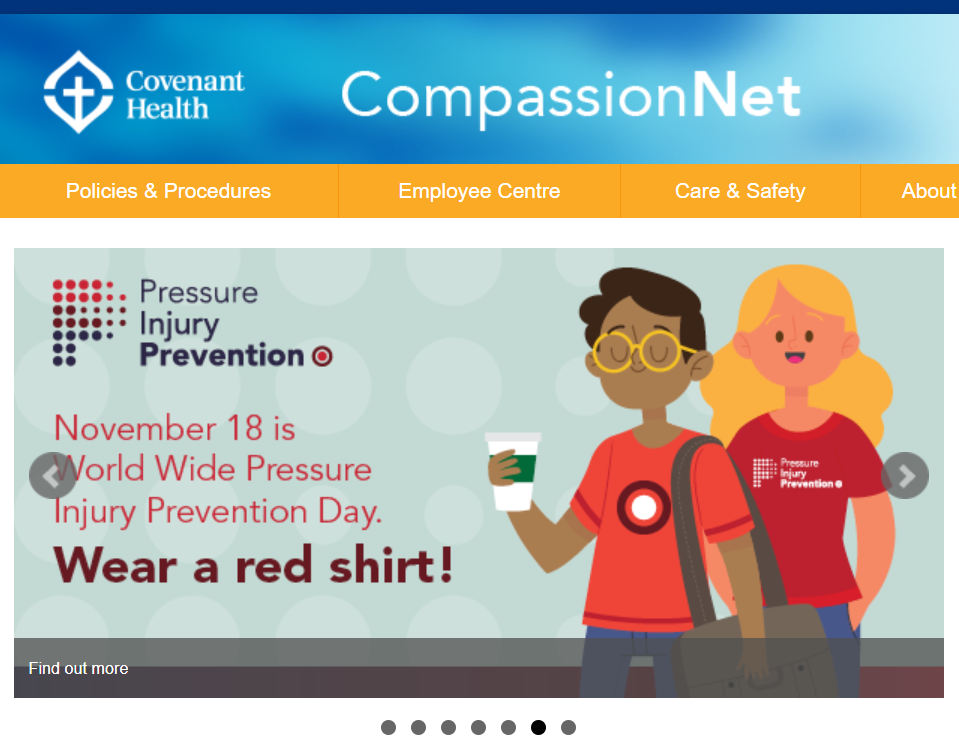 Covenant
Health
CompassionNet
Policies & Procedures
Employee Centre
Care & Safety
About
Pressure
Injury
Prevention
November 18 is
World Wide Pressure
Injury Prevention Day.
Wear a red shirt!
Pressure
Injury
Prevention
Find out more